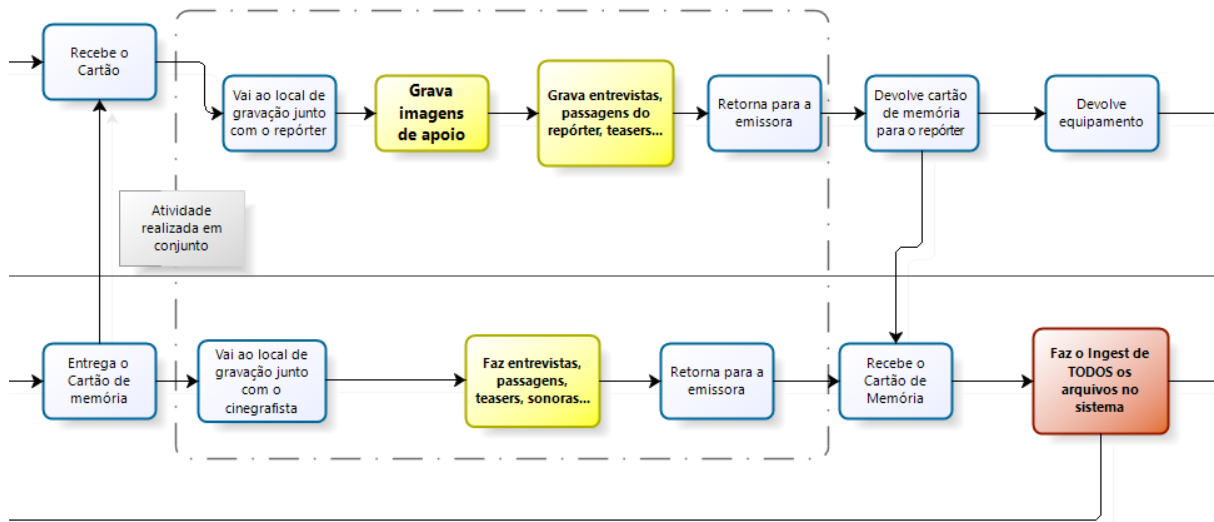 Recebe o
Cartão
Vai ao local de
gravação junto
com o repórter
Grava
imagens
de apoio
Grava entrevistas,
passagens do
repórter, teasers...
Retorna para a
emissora
Devolve cartão
de memória
para o repórter
Devolve
equipamento
Atividade
realizada em
conjunto
Entrega o
Cartão de
memória
Vai ao local de
gravação junto
com o
cinegrafista
Faz entrevistas,
passagens,
teasers, sonoras...
Retorna para a
emissora
Recebe o
Cartão de
Memória
Faz o Ingest de
TODOS os
arquivos no
sistema